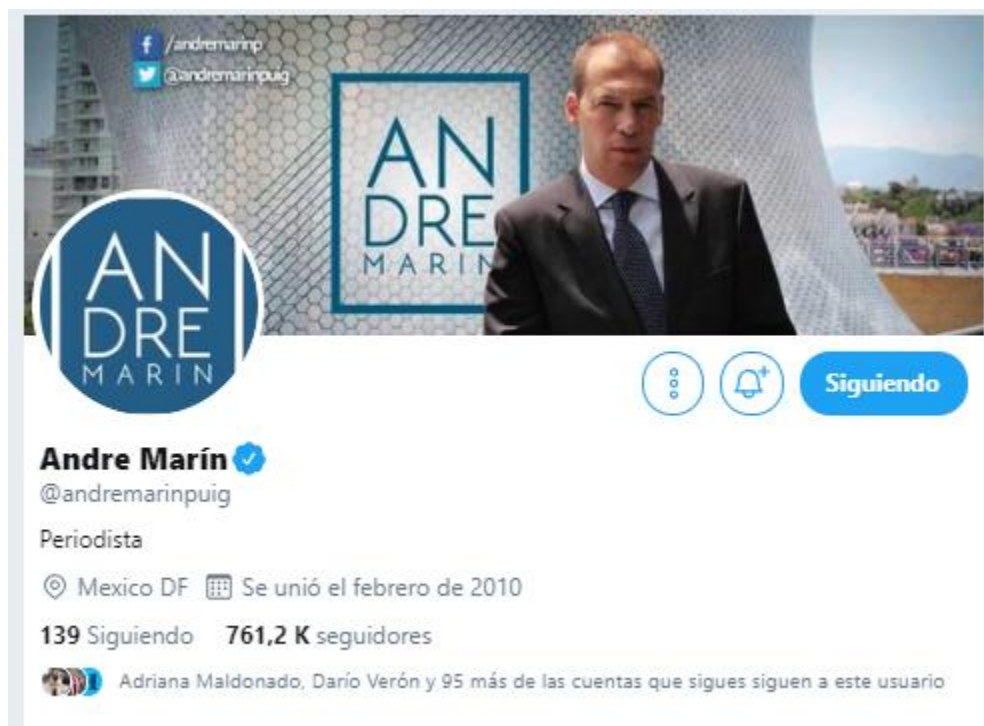 /andremarinp
@andremarinpuig
AN
DRE
MARIN
AN
DRE
MARIN
Siguiendo
Andre Marín
@andremarinpuig
Periodista
Mexico DF Se unió el febrero de 2010
139 Siguiendo 761,2 K seguidores
Adriana Maldonado, Darío Verón y 95 más de las cuentas que sigues siguen a este usuario